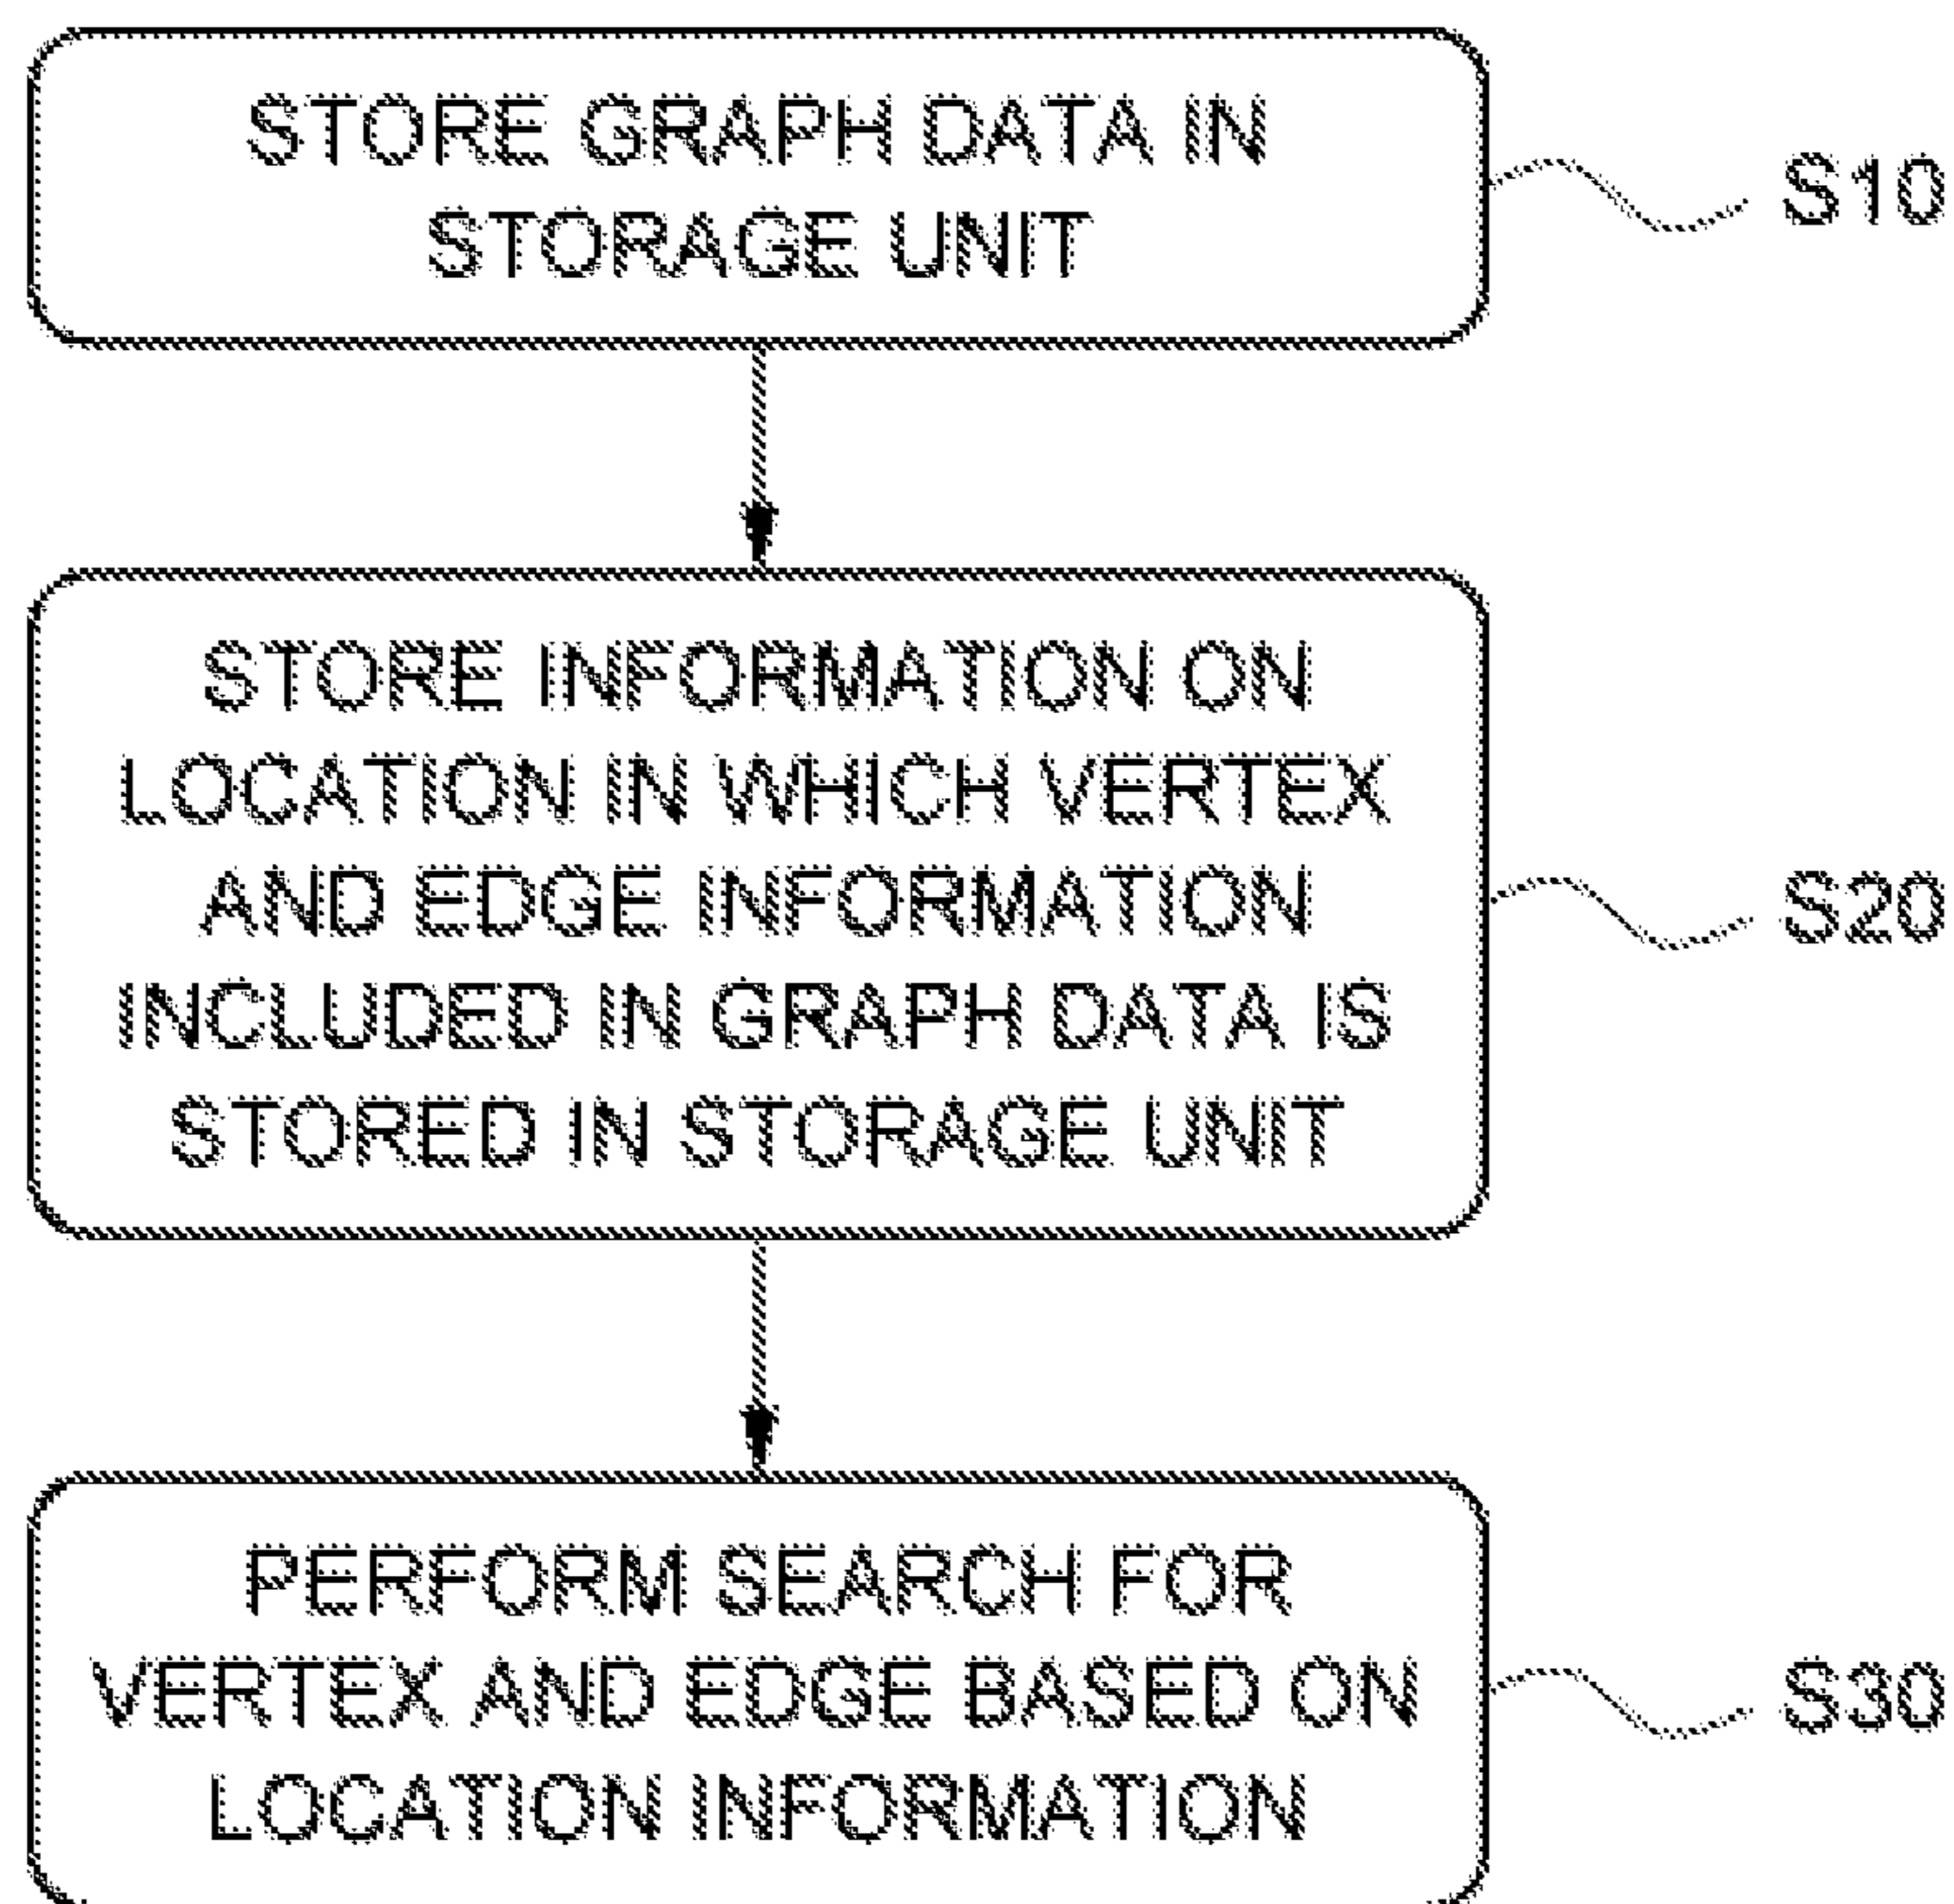 STORE GRAPH DATA IN
STORAGE UNIT
S10
STORE INFORMATION ON
LOCATION IN WHICH VERTEX
AND EDGE INFORMATION
INCLUDED IN GRAPH DATA IS
STORED IN STORAGE UNIT
S20
PERFORM SEARCH FOR
VERTEX AND EDGE BASED ON
LOCATION INFORMATION
S30